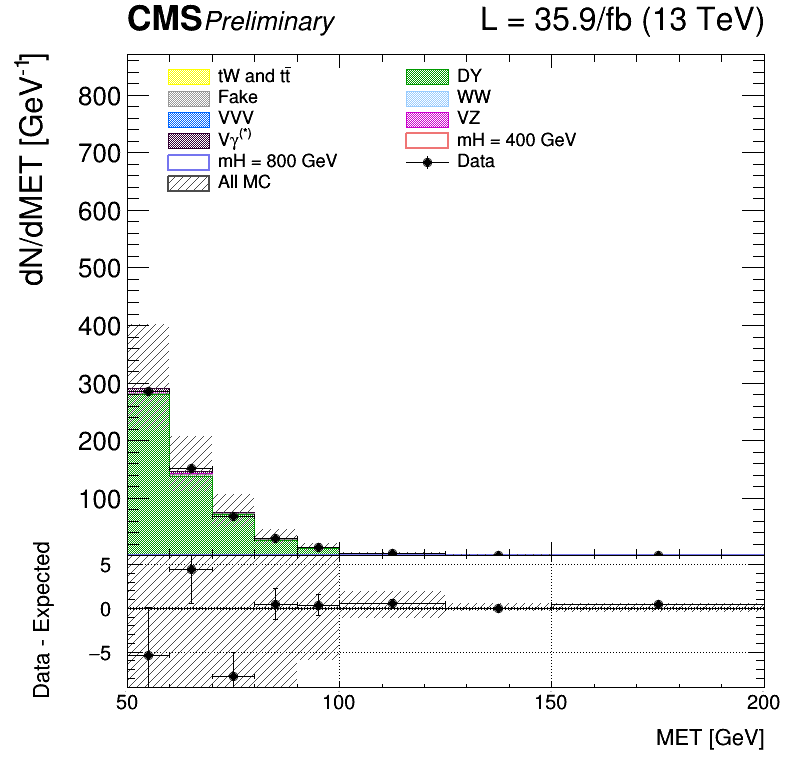 CMS Preliminary L = 35.9/fb (13 TeV)
dN/dMET [GeV⁻¹]
800
700
600
500
400
300
200
100
tW and tt̄
Fake
VVV
Vγ(*)
mH = 800 GeV
All MC
DY
WW
VZ
mH = 400 GeV
Data
Data - Expected
5
0
−5
50 100 150 200
MET [GeV]